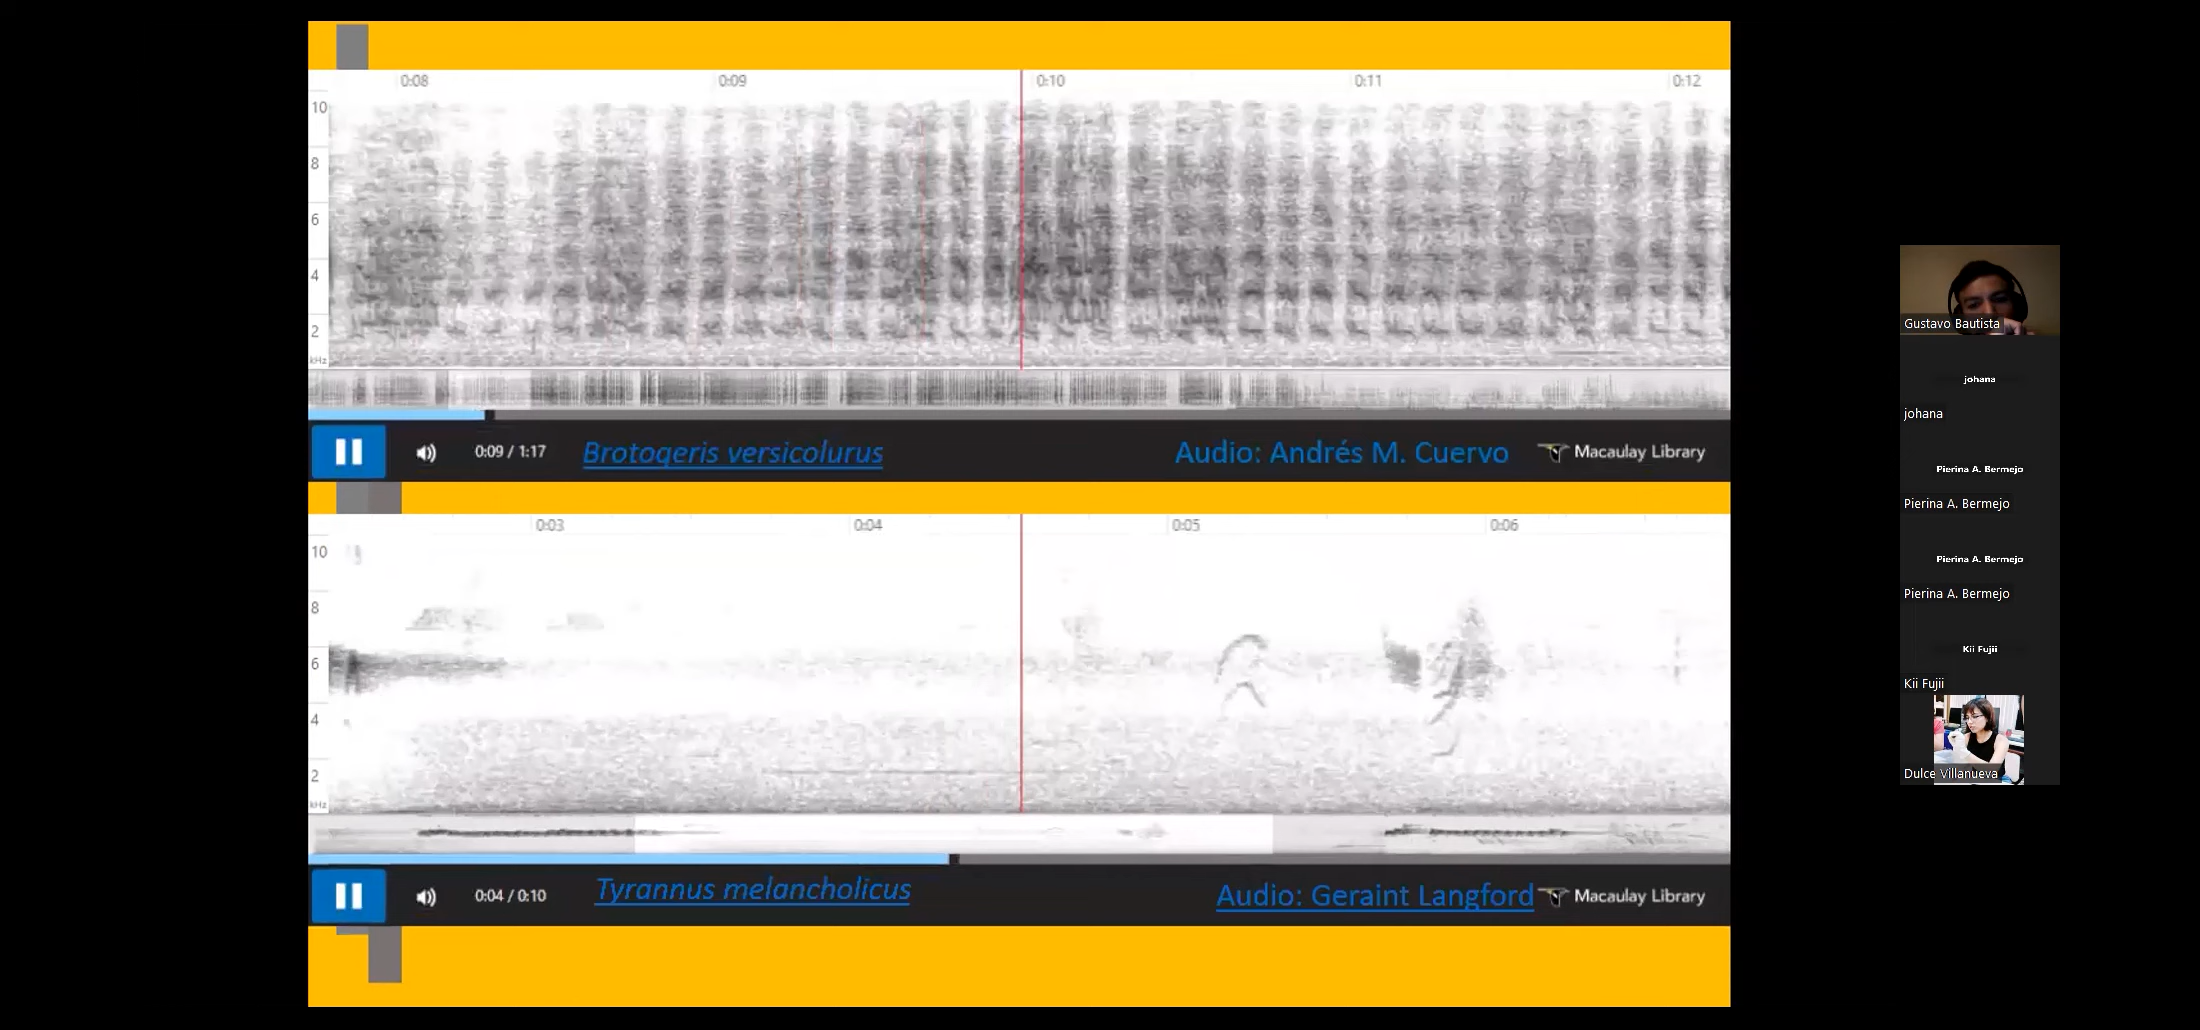 0:08 0:09 0:10 0:11 0:12
10
8
6
4
2
kHz
0:09 / 1:17 Brotogeris versicolurus Audio: Andrés M. Cuervo Macaulay Library
0:03 0:04 0:05 0:06
10
8
6
4
2
kHz
0:04 / 0:10 Tyrannus melancholicus Audio: Geraint Langford Macaulay Library
Gustavo Bautista
johana
johana
Pierina A. Bermejo
Pierina A. Bermejo
Pierina A. Bermejo
Pierina A. Bermejo
Kii Fujii
Kii Fujii
Dulce Villanueva